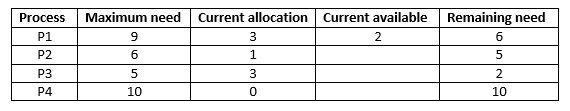 Process Maximum need Current allocation Current available Remaining need
P1 9 3 2 6
P2 6 1 5
P3 5 3 2
P4 10 0 10